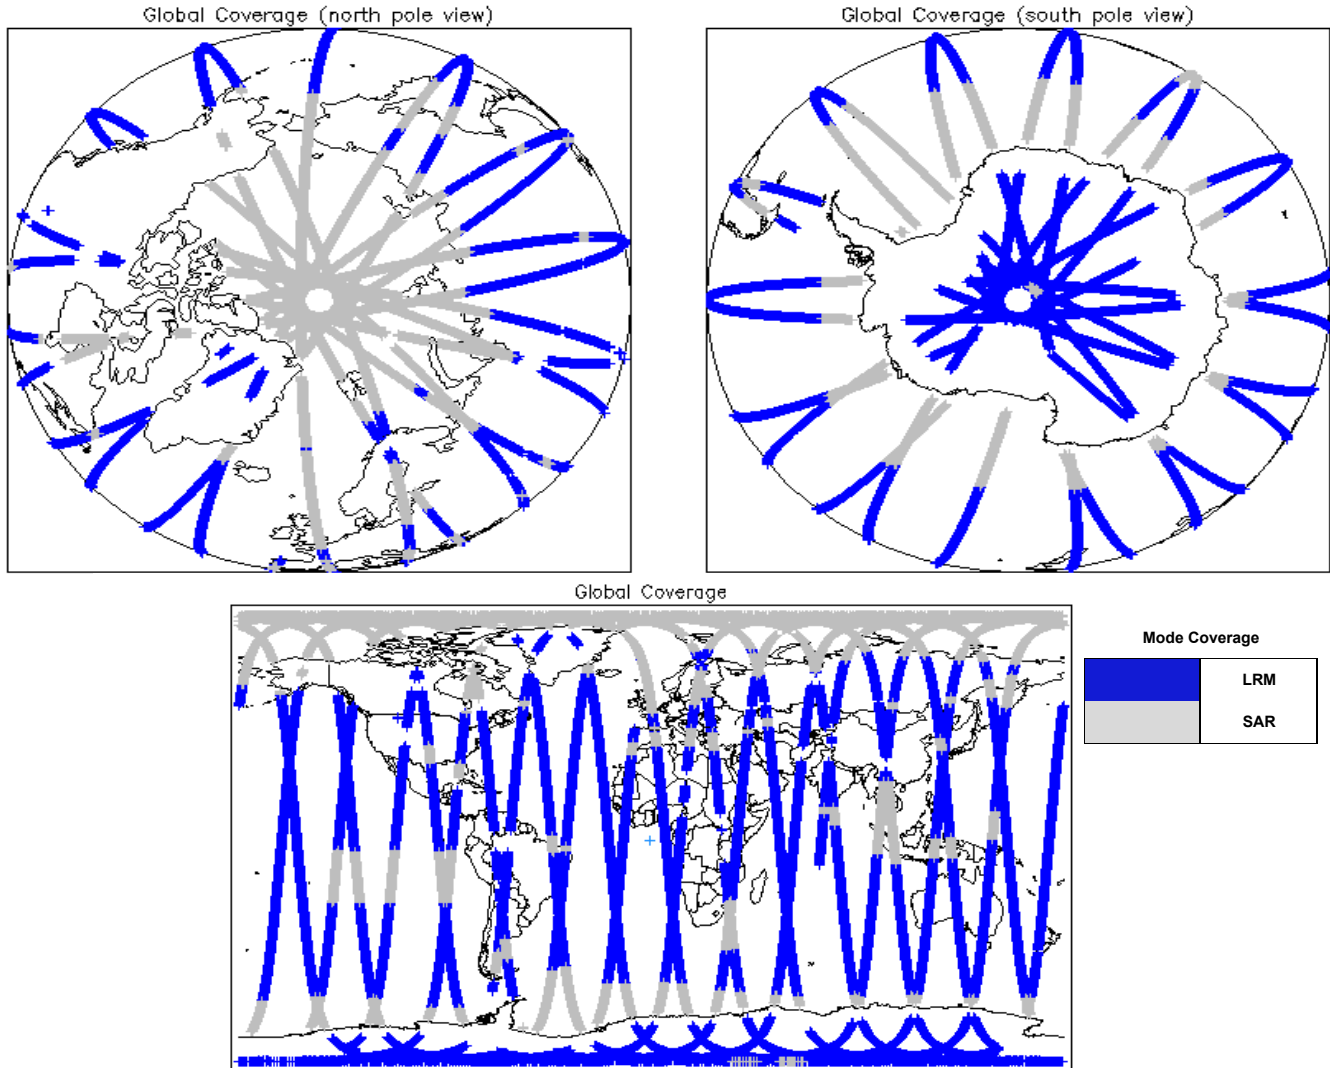 Global Coverage (north pole view)
Global Coverage (south pole view)
Global Coverage
Mode Coverage
LRM
SAR